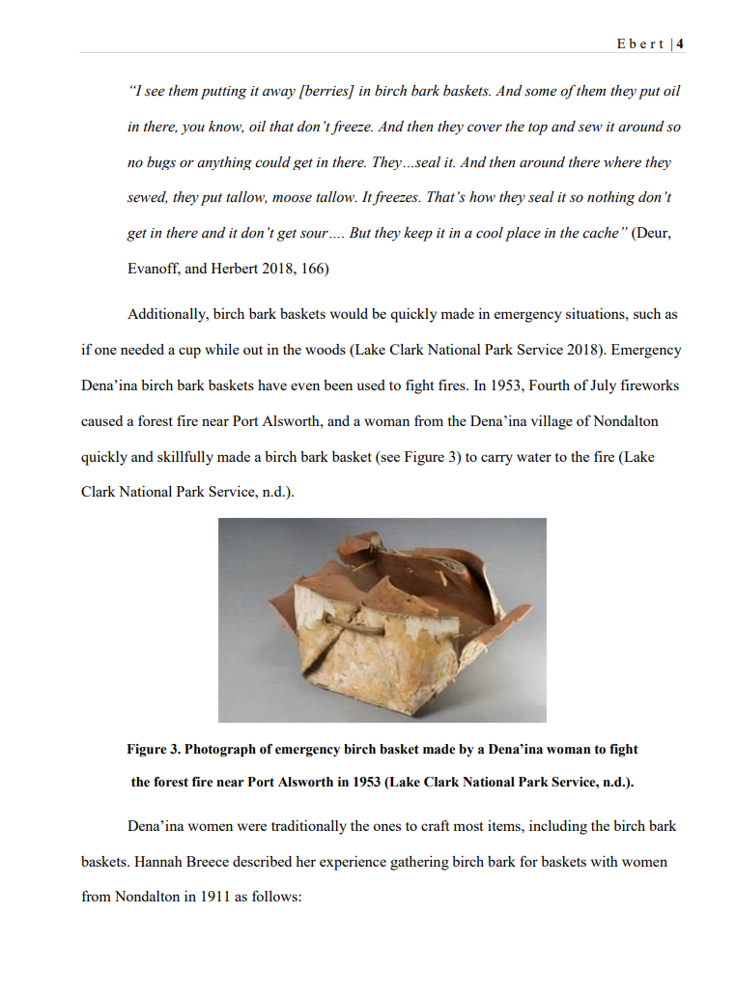 Ebert | 4
“I see them putting it away [berries] in birch bark baskets. And some of them they put oil
in there, you know, oil that don’t freeze. And then they cover the top and sew it around so
no bugs or anything could get in there. They…seal it. And then around there where they
sewed, they put tallow, moose tallow. It freezes. That’s how they seal it so nothing don’t
get in there and it don’t get sour…. But they keep it in a cool place in the cache” (Deur,
Evanoff, and Herbert 2018, 166)
Additionally, birch bark baskets would be quickly made in emergency situations, such as
if one needed a cup while out in the woods (Lake Clark National Park Service 2018). Emergency
Dena’ina birch bark baskets have even been used to fight fires. In 1953, Fourth of July fireworks
caused a forest fire near Port Alsworth, and a woman from the Dena’ina village of Nondalton
quickly and skillfully made a birch bark basket (see Figure 3) to carry water to the fire (Lake
Clark National Park Service, n.d.).
Figure 3. Photograph of emergency birch basket made by a Dena’ina woman to fight
the forest fire near Port Alsworth in 1953 (Lake Clark National Park Service, n.d.).
Dena’ina women were traditionally the ones to craft most items, including the birch bark
baskets. Hannah Breece described her experience gathering birch bark for baskets with women
from Nondalton in 1911 as follows: